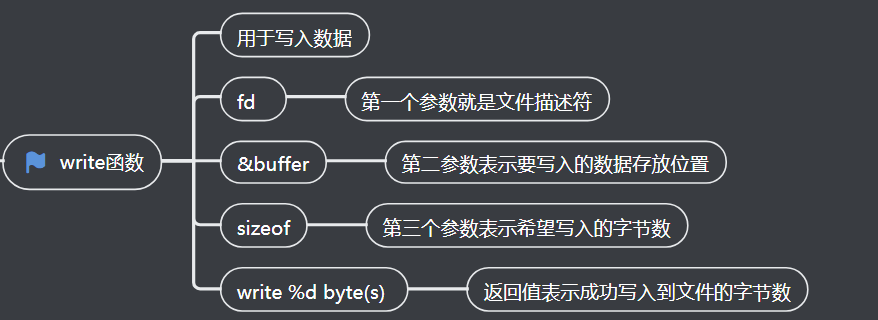 用于写入数据
fd
第一个参数就是文件描述符
write函数
&buffer
第二参数表示要写入的数据存放位置
sizeof
第三个参数表示希望写入的字节数
write %d byte(s)
返回值表示成功写入到文件的字节数